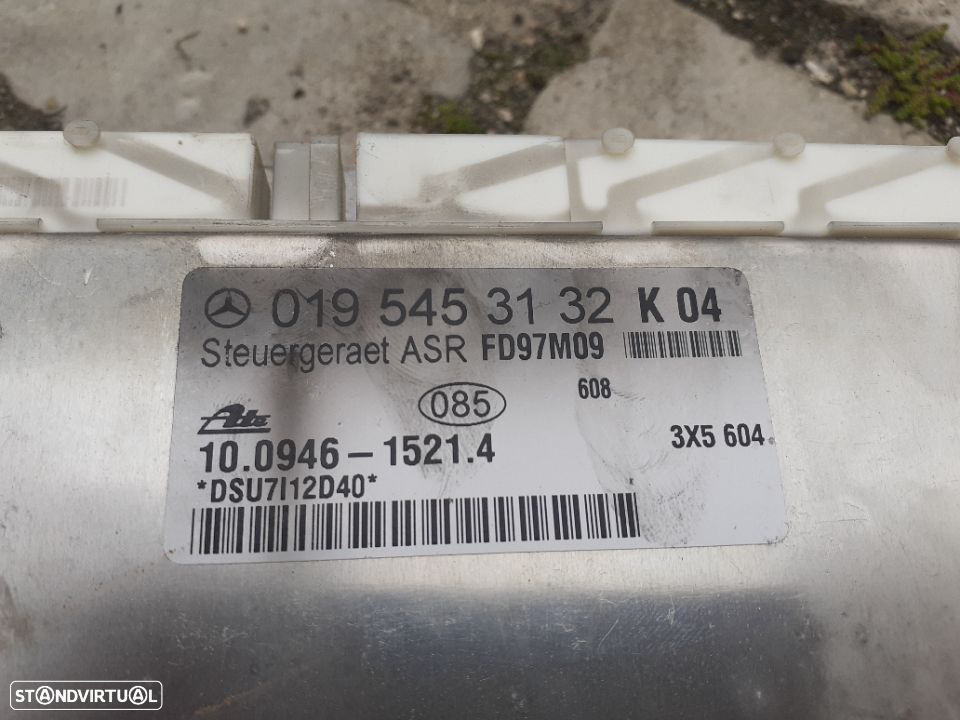 019 545 31 32 K 04
Steuergeraet ASR FD97M09
085 608
Ate 3X5 604
10.0946-1521.4
*DSU7I12D40*
STANDVIRTUAL